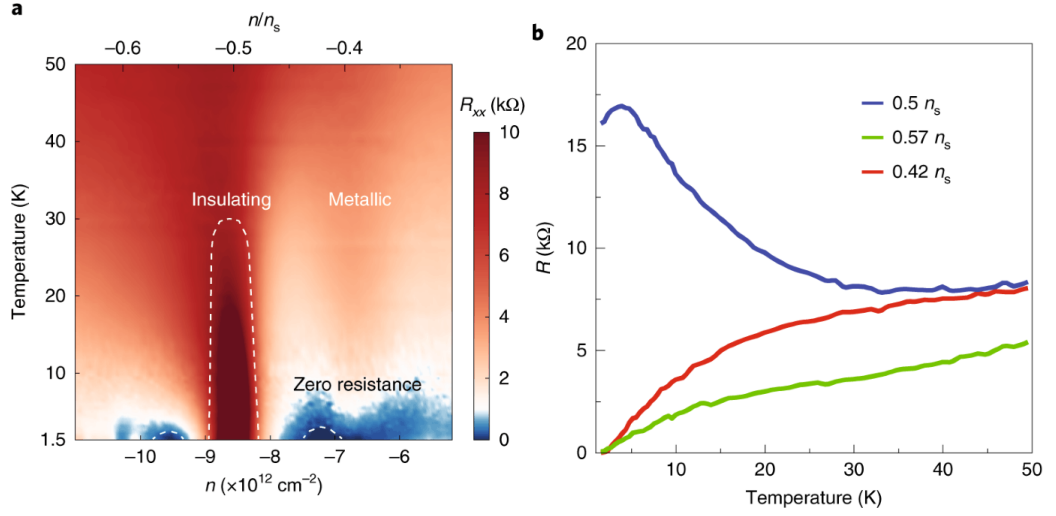 a
n/nₛ
−0.6 −0.5 −0.4
50
40
30
20
10
1.5
Temperature (K)
Insulating
Metallic
Zero resistance
−10 −9 −8 −7 −6
n (×10¹² cm⁻²)
Rₓₓ (kΩ)
10
8
6
4
2
0
b
20
15
10
5
0
R (kΩ)
0.5 nₛ
0.57 nₛ
0.42 nₛ
10 20 30 40 50
Temperature (K)